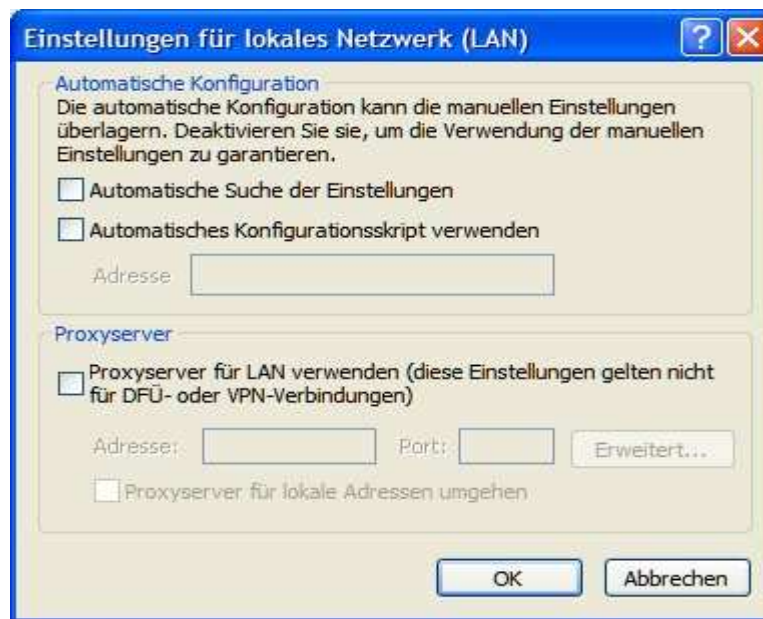 Einstellungen für lokales Netzwerk (LAN)
Automatische Konfiguration
Die automatische Konfiguration kann die manuellen Einstellungen
überlagern. Deaktivieren Sie sie, um die Verwendung der manuellen
Einstellungen zu garantieren.
Automatische Suche der Einstellungen
Automatisches Konfigurationsskript verwenden
Adresse
Proxyserver
Proxyserver für LAN verwenden (diese Einstellungen gelten nicht
für DFÜ- oder VPN-Verbindungen)
Adresse: Port: Erweitert...
Proxyserver für lokale Adressen umgehen
OK Abbrechen